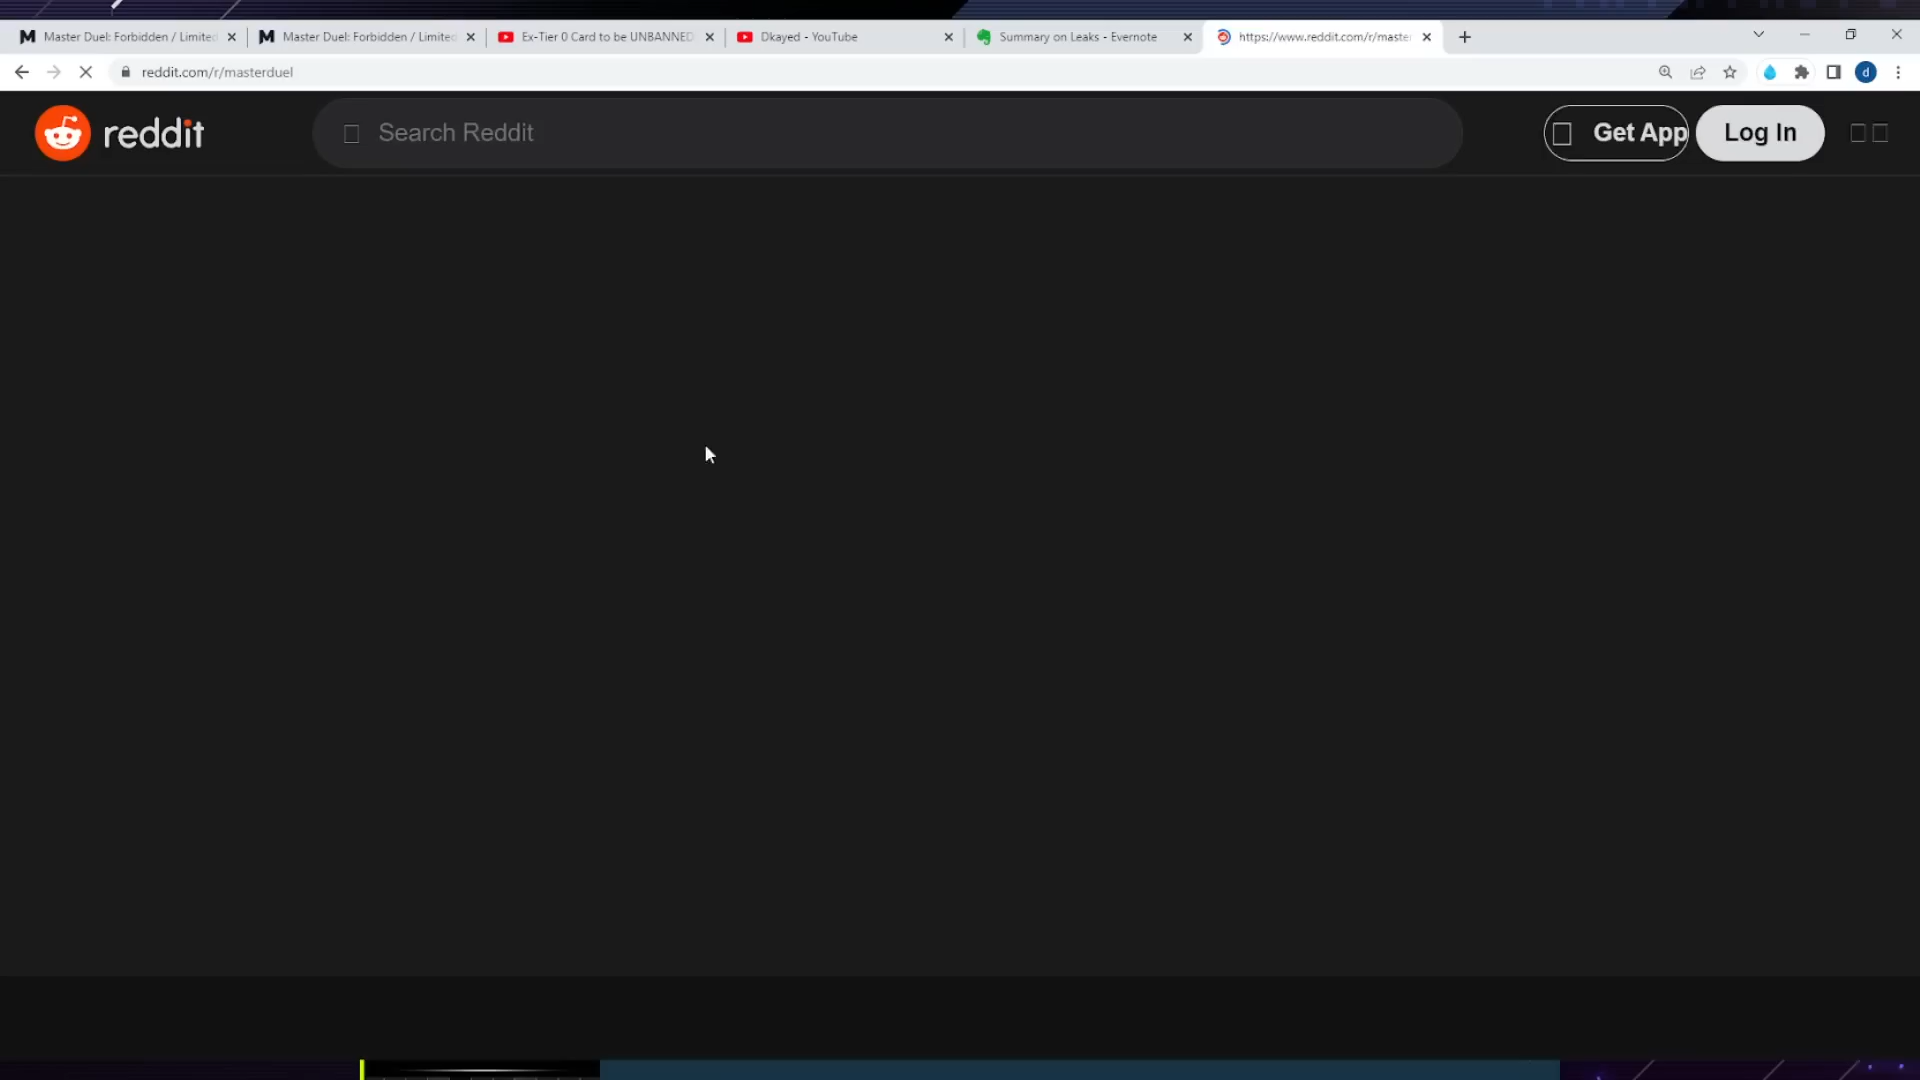 Master Duel: Forbidden / Limite
Master Duel: Forbidden / Limite
Ex-Tier 0 Card to be UNBANNED
Dkayed - YouTube
Summary on Leaks - Evernote
https://www.reddit.com/r/maste
reddit.com/r/masterduel
d
reddit
Search Reddit
Get App
Log In